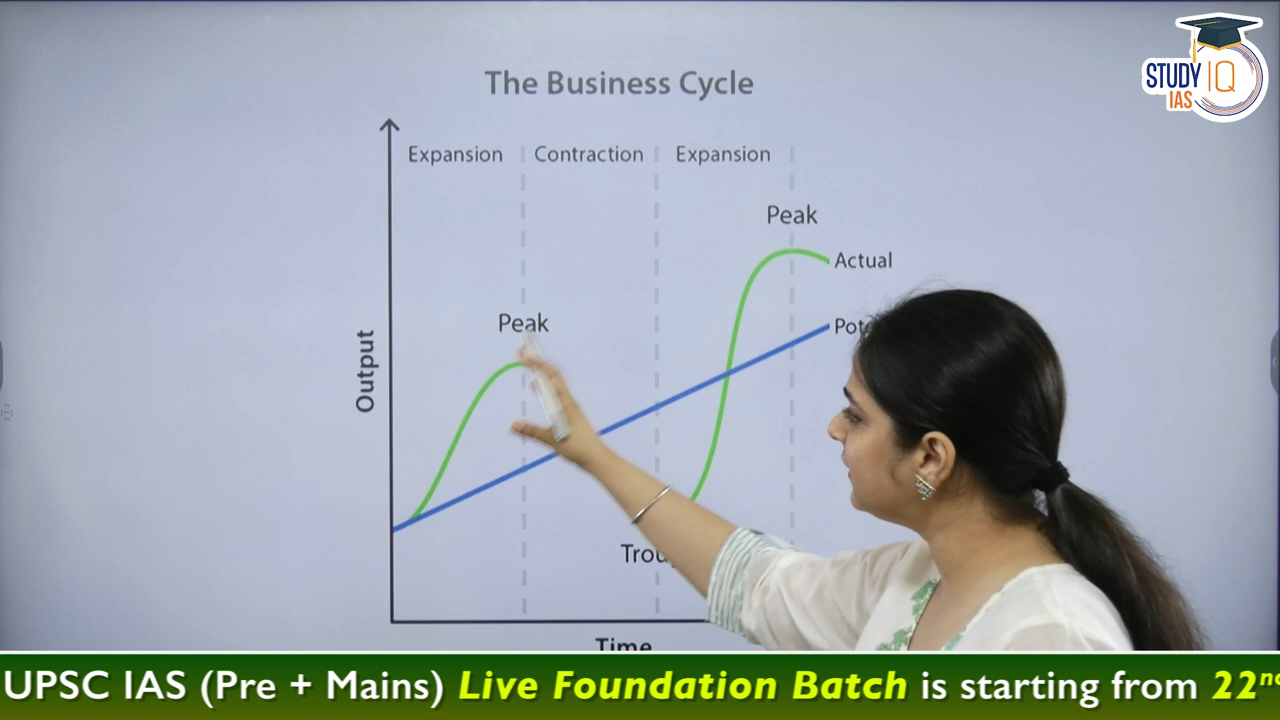 STUDY IQ
IAS
The Business Cycle
Expansion Contraction Expansion
Peak
Actual
Peak
Output
Time
UPSC IAS (Pre + Mains) Live Foundation Batch is starting from 22nd